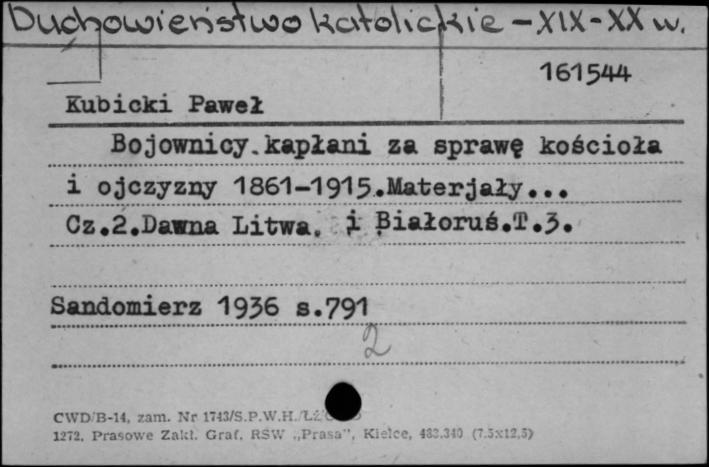 Duchowieństwo katolickie - XIX - XX w.
161544
Kubicki Paweł
Bojownicy.kapłani za sprawę kościoła
i ojczyzny 1861-1915.Materjały...
Cz.2.Dawna Litwa. i Białoruś.T.3.
Sandomierz 1936 s.791
2
CWD/B-14, zam. Nr 1743/S.P.W.H.
1272. Prasowe Zakł. Graf. RSW „Prasa", Kielce, 483.340 (7.5x12,5)